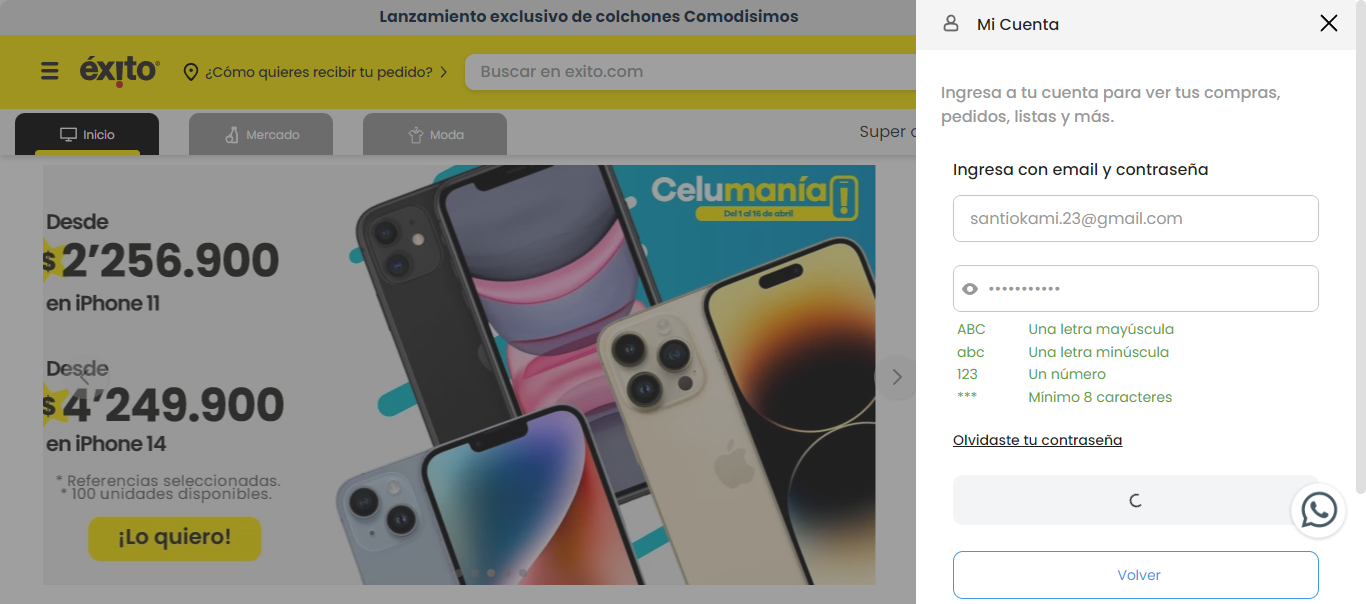 Lanzamiento exclusivo de colchones Comodisimos
éxito
¿Cómo quieres recibir tu pedido?
Buscar en exito.com
Inicio
Mercado
Moda
Super
Celumanía
Del 1 al 16 de abril
Desde
$2’256.900
en iPhone 11
Desde
$4’249.900
en iPhone 14
* Referencias seleccionadas.
* 100 unidades disponibles.
¡Lo quiero!
Mi Cuenta
Ingresa a tu cuenta para ver tus compras,
pedidos, listas y más.
Ingresa con email y contraseña
santiokami.23@gmail.com
•••••••••••
ABC Una letra mayúscula
abc Una letra minúscula
123 Un número
*** Mínimo 8 caracteres
Olvidaste tu contraseña
Volver